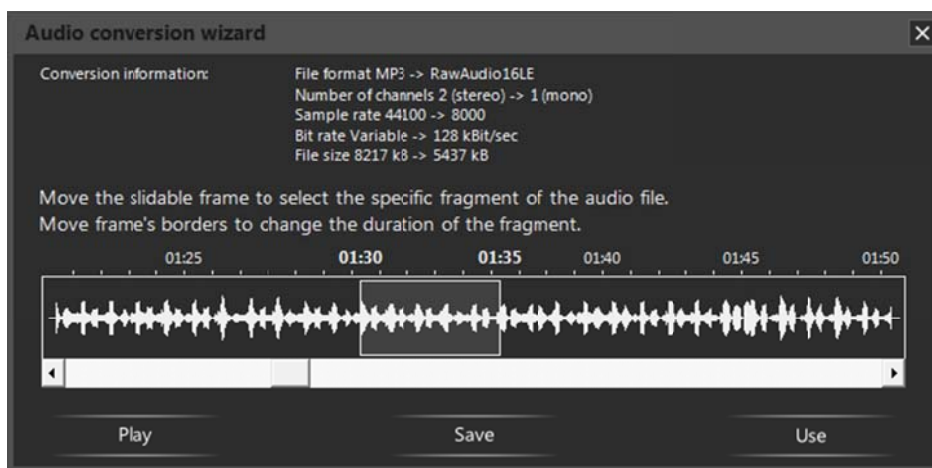 Audio conversion wizard
Conversion information:
File format MP3 -> RawAudio16LE
Number of channels 2 (stereo) -> 1 (mono)
Sample rate 44100 -> 8000
Bit rate Variable -> 128 kBit/sec
File size 8217 kB -> 5437 kB
Move the slidable frame to select the specific fragment of the audio file.
Move frame's borders to change the duration of the fragment.
01:25 01:30 01:35 01:40 01:45 01:50
Play Save Use